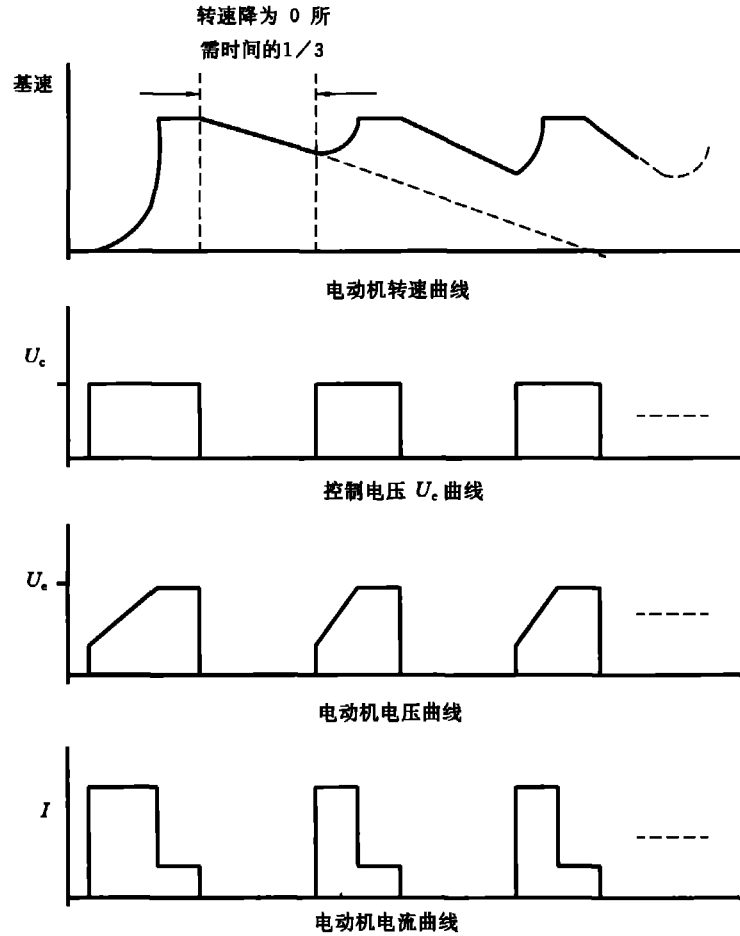 转速降为 0 所
需时间的1/3
基速
电动机转速曲线
Uc
控制电压 Uc 曲线
Ue
电动机电压曲线
I
电动机电流曲线